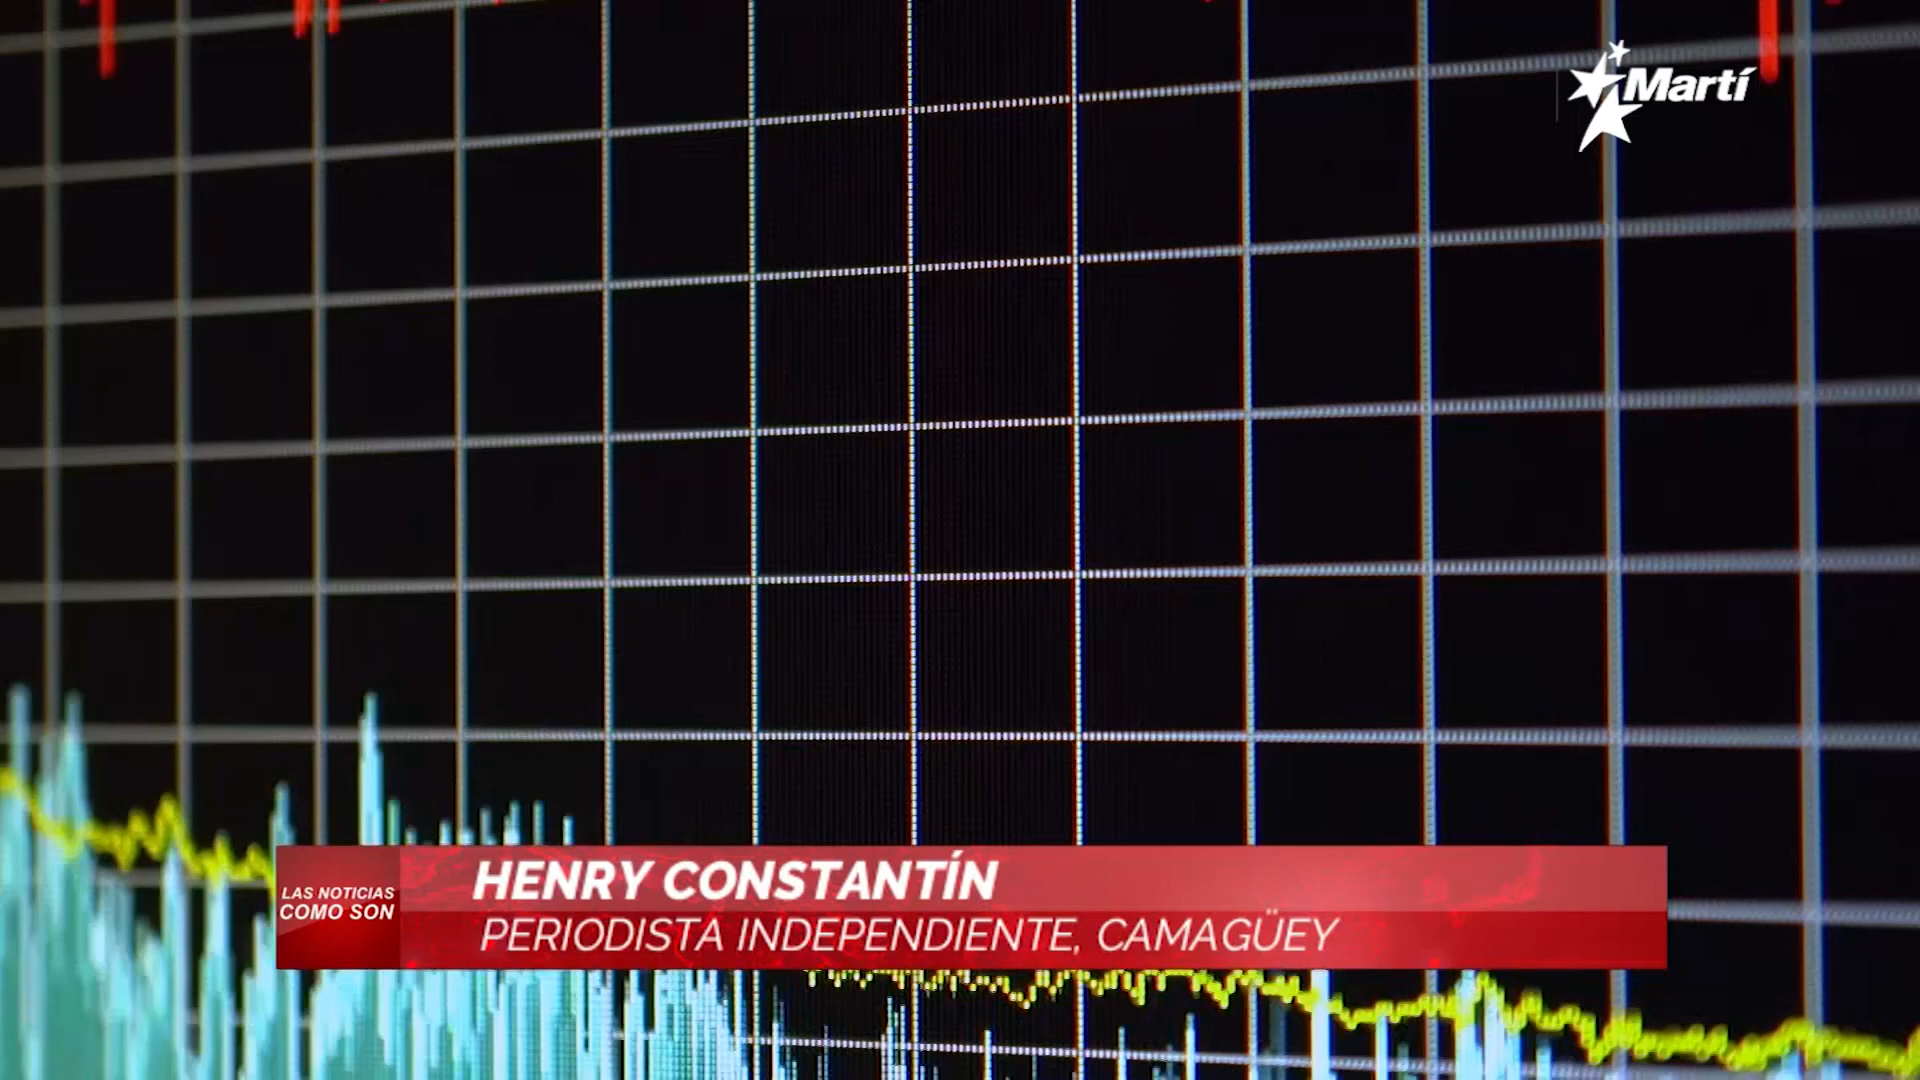 Martí
HENRY CONSTANTÍN
LAS NOTICIAS
COMO SON
PERIODISTA INDEPENDIENTE, CAMAGÜEY